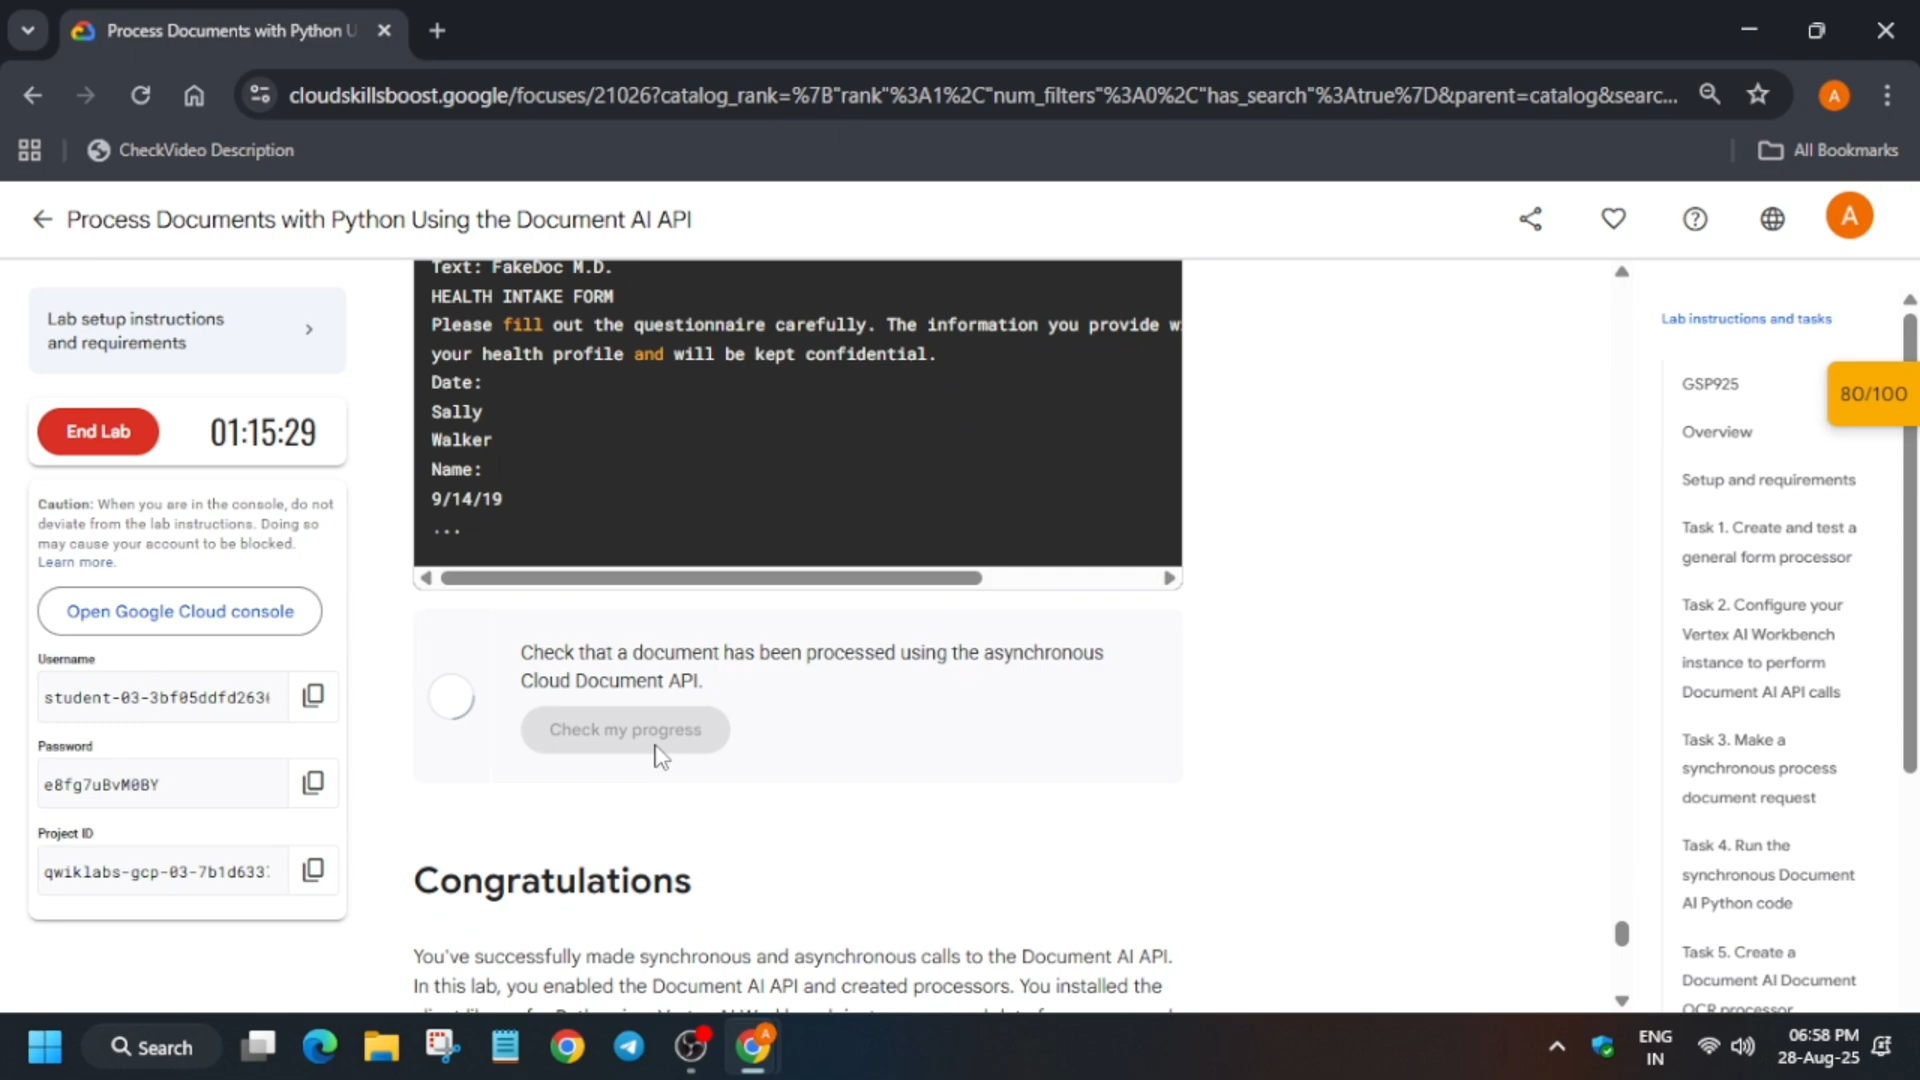 Process Documents with Python U
cloudskillsboost.google/focuses/21026?catalog_rank=%7B"rank"%3A1%2C"num_filters"%3A0%2C"has_search"%3Atrue%7D&parent=catalog&searc...
A
CheckVideo Description
All Bookmarks
Process Documents with Python Using the Document AI API
A
Lab setup instructions
and requirements
End Lab
01:15:29
Caution: When you are in the console, do not
deviate from the lab instructions. Doing so
may cause your account to be blocked.
Learn more.
Open Google Cloud console
Username
student-03-3bf05ddfd263
Password
e8fg7uBvM0BY
Project ID
qwiklabs-gcp-03-7b1d633
Text: FakeDoc M.D.
HEALTH INTAKE FORM
Please fill out the questionnaire carefully. The information you provide w
your health profile and will be kept confidential.
Date:
Sally
Walker
Name:
9/14/19
...
Check that a document has been processed using the asynchronous
Cloud Document API.
Check my progress
Congratulations
You've successfully made synchronous and asynchronous calls to the Document AI API.
In this lab, you enabled the Document AI API and created processors. You installed the
Lab instructions and tasks
GSP925
80/100
Overview
Setup and requirements
Task 1. Create and test a
general form processor
Task 2. Configure your
Vertex AI Workbench
instance to perform
Document AI API calls
Task 3. Make a
synchronous process
document request
Task 4. Run the
synchronous Document
AI Python code
Task 5. Create a
Document AI Document
OCR processor
Search
A
ENG
IN
06:58 PM
28-Aug-25